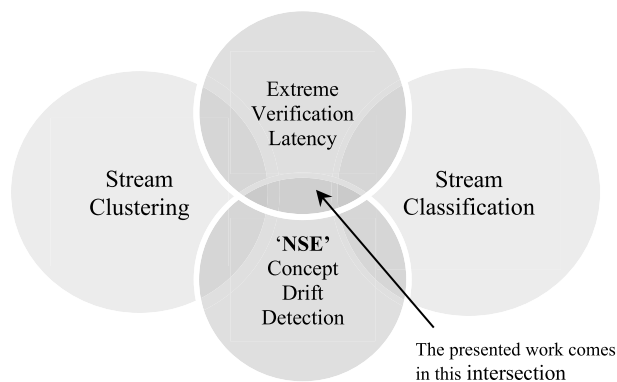 Extreme
Verification
Latency
Stream
Clustering
Stream
Classification
‘NSE’
Concept
Drift
Detection
The presented work comes
in this intersection